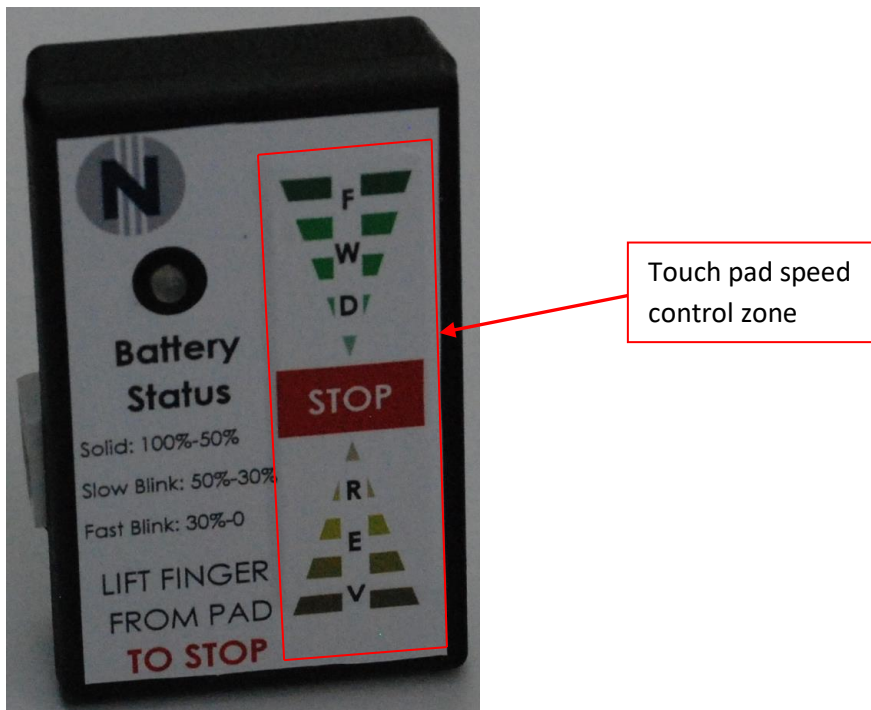 N
Battery
Status
Solid: 100%-50%
Slow Blink: 50%-30%
Fast Blink: 30%-0
LIFT FINGER
FROM PAD
TO STOP
F
W
D
STOP
R
E
V
Touch pad speed
control zone